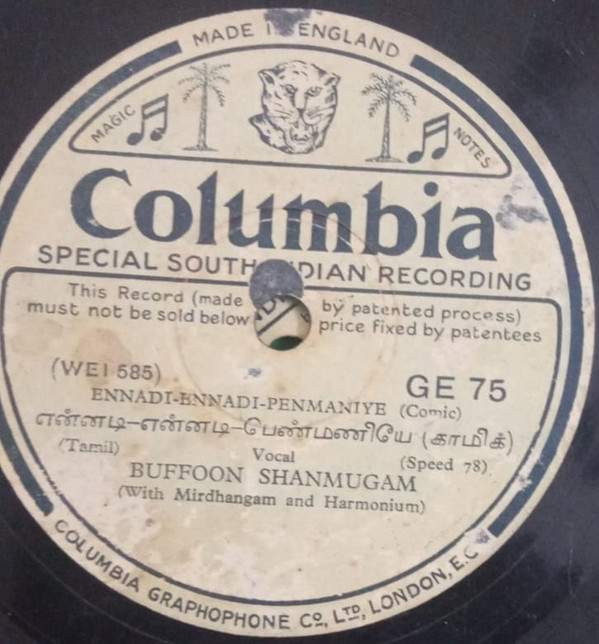 MADE IN ENGLAND
MAGIC NOTES
Columbia
SPECIAL SOUTH INDIAN RECORDING
This Record (made by patented process)
must not be sold below price fixed by patentees
(WEI 585) GE 75
ENNADI-ENNADI-PENMANIYE (Comic)
என்னடி–என்னடி–பெண்மணியே (காமிக்)
(Tamil) Vocal (Speed 78)
BUFFOON SHANMUGAM
(With Mirdhangam and Harmonium)
COLUMBIA GRAPHOPHONE CO, LTD, LONDON, E.C